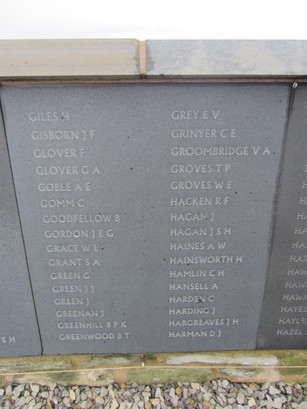 GILES H
GISBORN J F
GLOVER F
GLOVER G A
GOBLE A E
GOMM C
GOODFELLOW B
GORDON J E G
GRACE W E
GRANT S A
GREEN G
GREEN J J
GREEN J
GREENAN J
GREENHILL B P K
GREENWOOD B T
GREY E V
GRINYER C E
GROOMBRIDGE V A
GROVES T P
GROVES W E
HACKEN R F
HAGAN J
HAGAN J S H
HAINES A W
HAINSWORTH H
HAMLIN C H
HANSELL A
HARDEN C
HARDING J
HARGREAVES J H
HARMAN D J